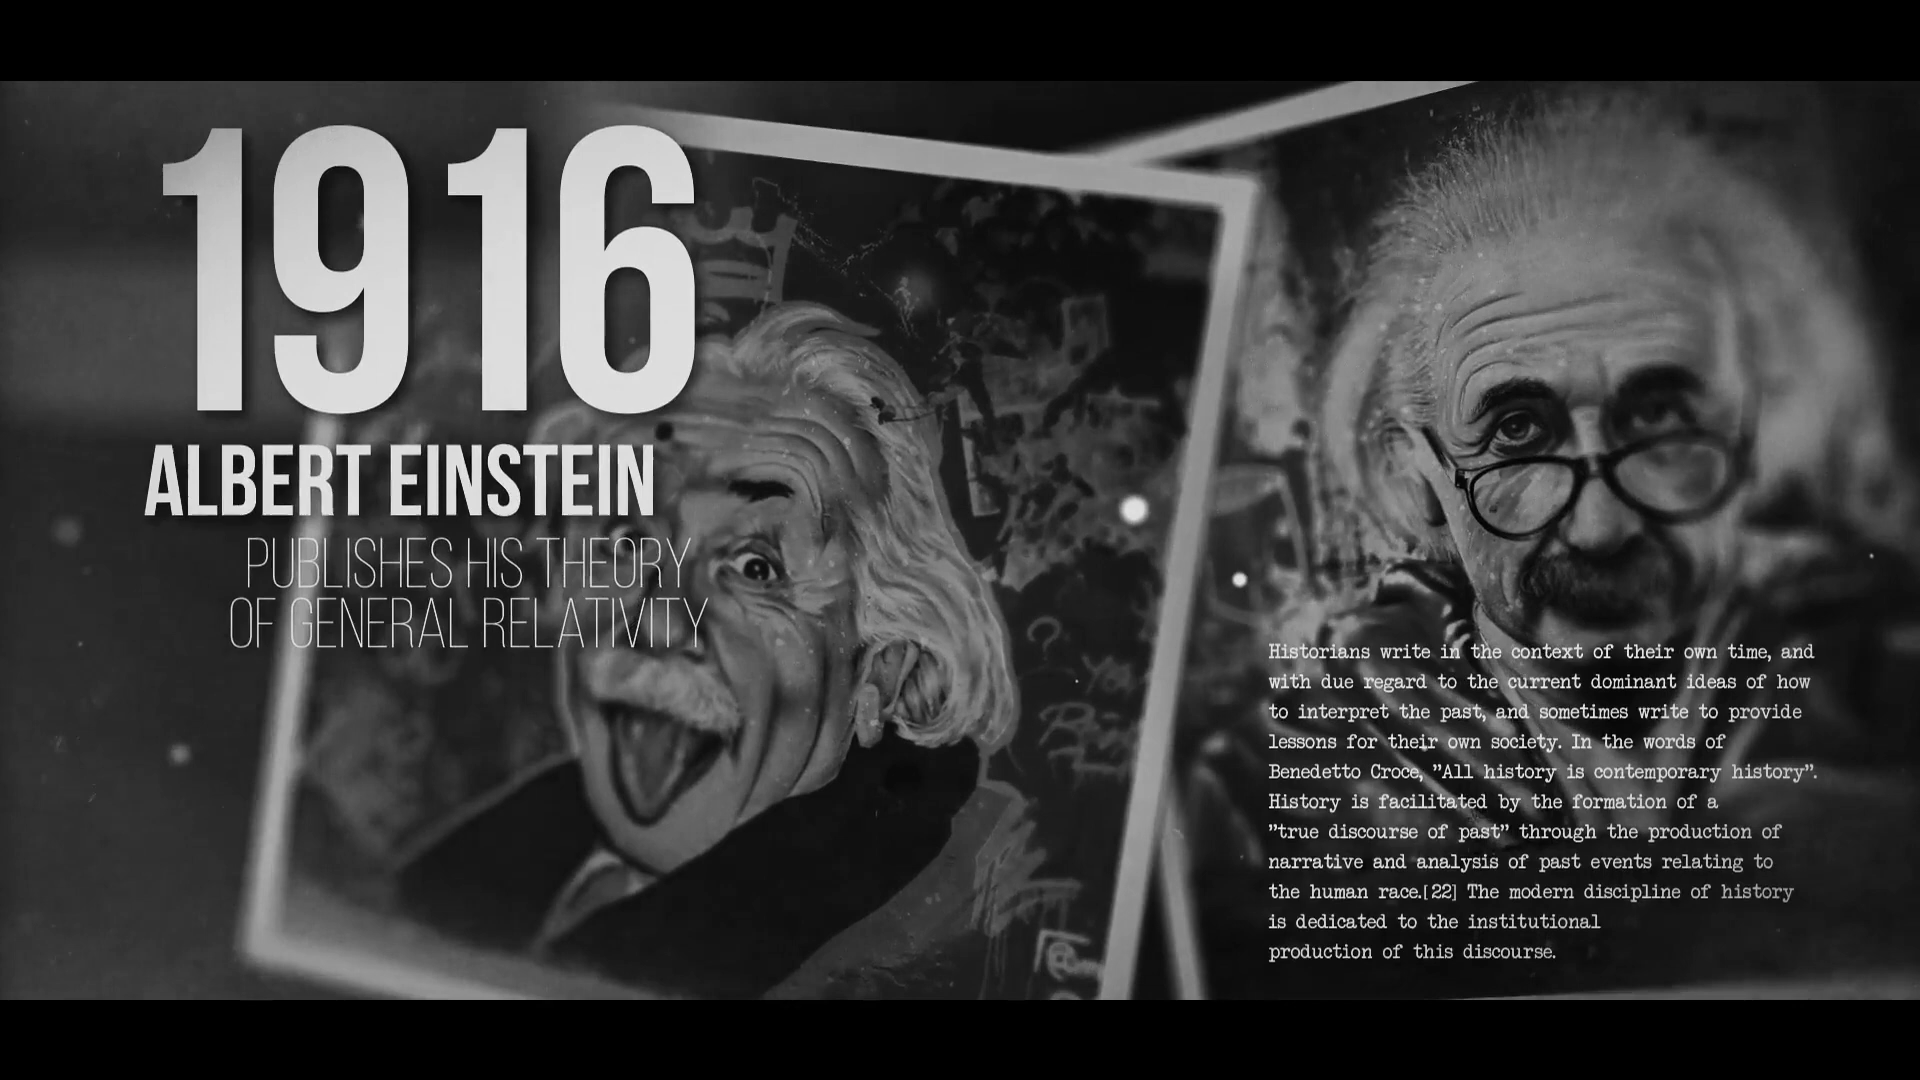 1916
ALBERT EINSTEIN
PUBLISHES HIS THEORY
OF GENERAL RELATIVITY
Historians write in the context of their own time, and
with due regard to the current dominant ideas of how
to interpret the past, and sometimes write to provide
lessons for their own society. In the words of
Benedetto Croce, "All history is contemporary history".
History is facilitated by the formation of a
"true discourse of past" through the production of
narrative and analysis of past events relating to
the human race.[22] The modern discipline of history
is dedicated to the institutional
production of this discourse.
?
You